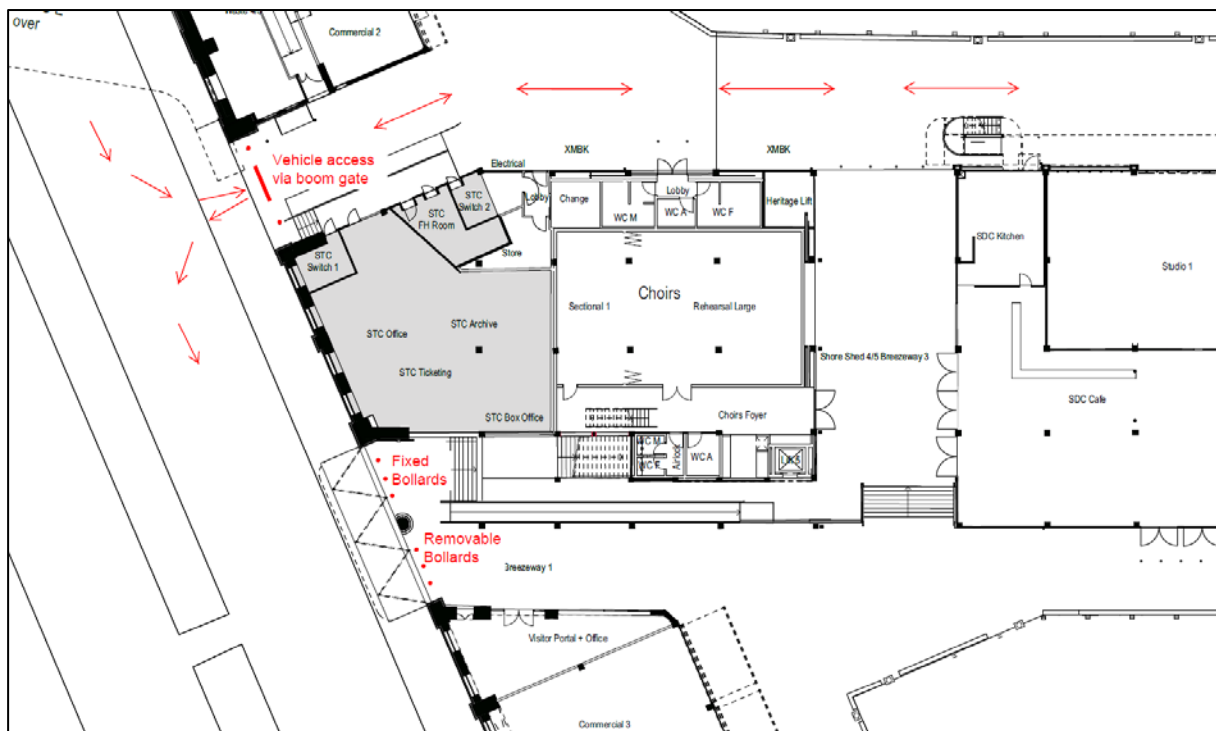 over
Commercial 2
Vehicle access
via boom gate
Electrical
XMBK
XMBK
Lobby
Change
WC M
Lobby
WC A
WC F
Heritage Lift
STC
Switch 2
STC
FH Room
STC
Switch 1
Store
SDC Kitchen
Studio 1
Choirs
Sectional 1
Rehearsal Large
STC Office
STC Archive
STC Ticketing
STC Box Office
Shore Shed 4/5 Breezeway 3
SDC Cafe
Choirs Foyer
WC M
WC F
Airlock
WC A
Fixed
Bollards
Removable
Bollards
Breezeway 1
Visitor Portal + Office
Commercial 3